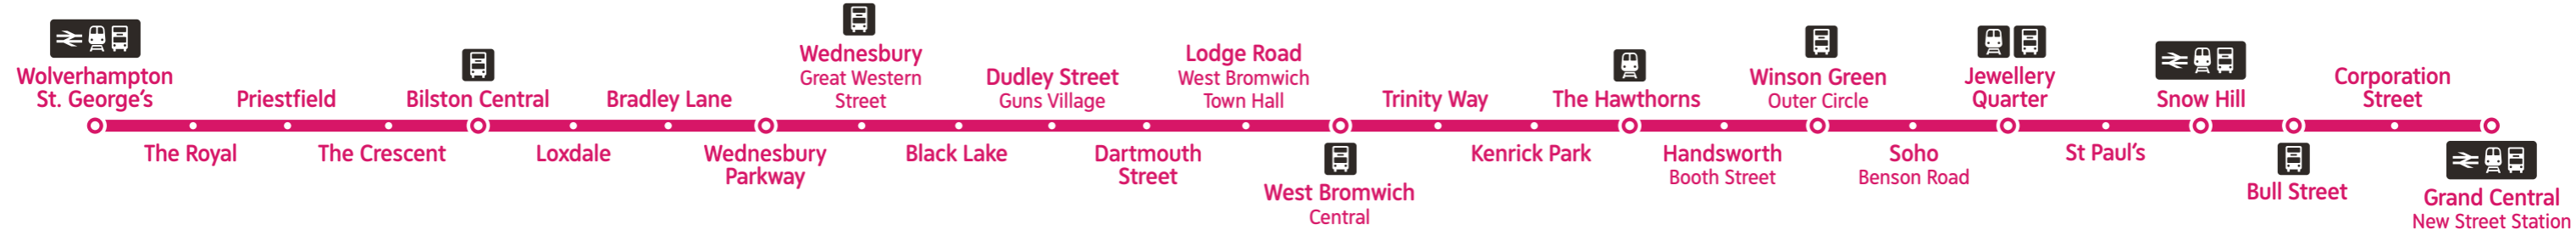 Wolverhampton
St. George's
The Royal
Priestfield
The Crescent
Bilston Central
Loxdale
Bradley Lane
Wednesbury
Parkway
Wednesbury
Great Western
Street
Black Lake
Dudley Street
Guns Village
Dartmouth
Street
Lodge Road
West Bromwich
Town Hall
West Bromwich
Central
Trinity Way
Kenrick Park
The Hawthorns
Handsworth
Booth Street
Winson Green
Outer Circle
Soho
Benson Road
Jewellery
Quarter
St Paul's
Snow Hill
Bull Street
Corporation
Street
Grand Central
New Street Station